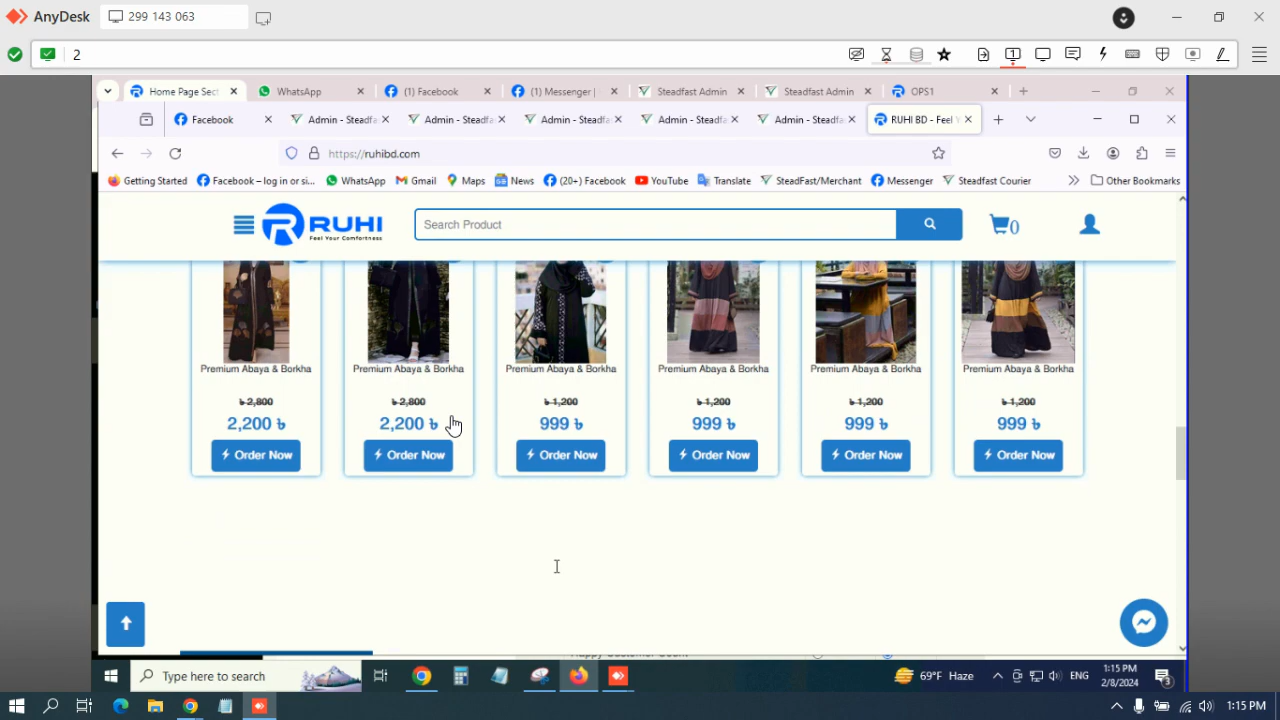 AnyDesk 299 143 063
2
Home Page Sect WhatsApp (1) Facebook (1) Messenger | Steadfast Admin Steadfast Admin OPS1
Facebook Admin - Steadfa Admin - Steadfa Admin - Steadfa Admin - Steadfa Admin - Steadfa RUHI BD - Feel Y
https://ruhibd.com
Getting Started Facebook – log in or si... WhatsApp Gmail Maps News (20+) Facebook YouTube Translate SteadFast/Merchant Messenger Steadfast Courier Other Bookmarks
RUHI Search Product 0
Feel Your Comfortness
Premium Abaya & Borkha Premium Abaya & Borkha Premium Abaya & Borkha Premium Abaya & Borkha Premium Abaya & Borkha Premium Abaya & Borkha
৳ 2,800 ৳ 2,800 ৳ 1,200 ৳ 1,200 ৳ 1,200 ৳ 1,200
2,200 ৳ 2,200 ৳ 999 ৳ 999 ৳ 999 ৳ 999 ৳
Order Now Order Now Order Now Order Now Order Now Order Now
Happy Customer Count
Type here to search 69°F Haze ENG 1:15 PM
2/8/2024
1:15 PM